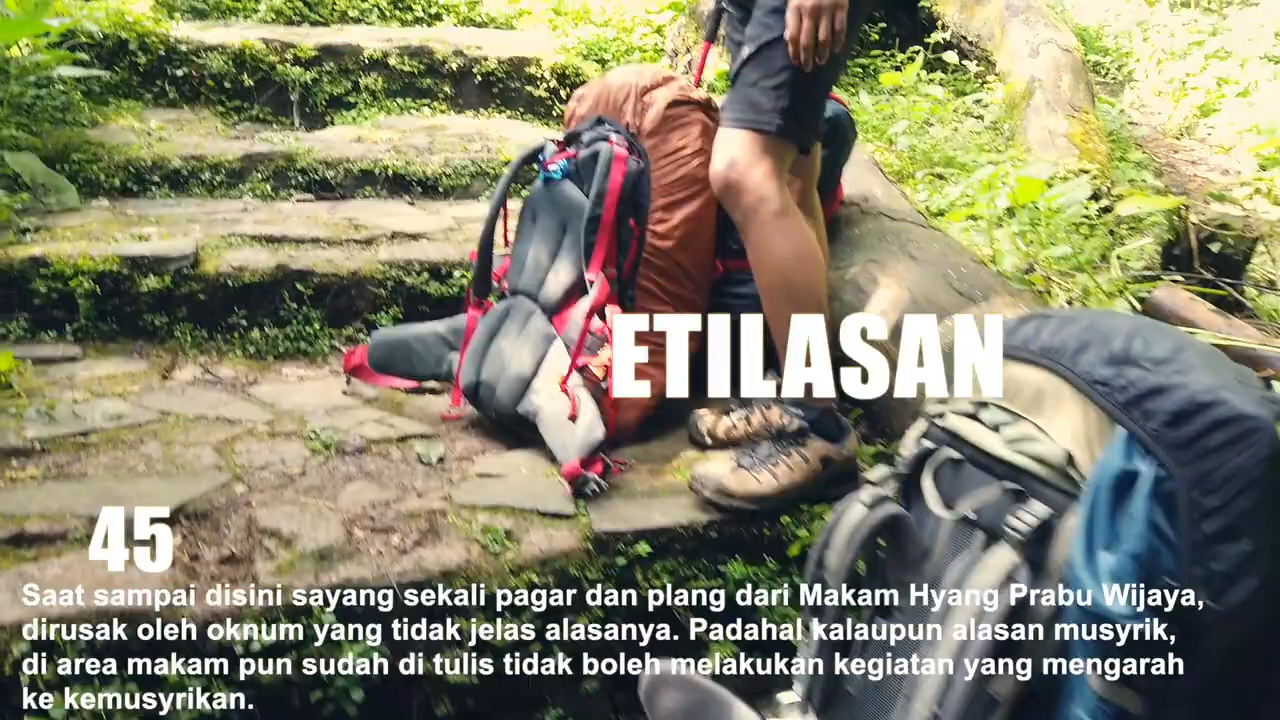 ETILASAN
45
Saat sampai disini sayang sekali pagar dan plang dari Makam Hyang Prabu Wijaya,
dirusak oleh oknum yang tidak jelas alasanya. Padahal kalaupun alasan musyrik,
di area makam pun sudah di tulis tidak boleh melakukan kegiatan yang mengarah
ke kemusyrikan.